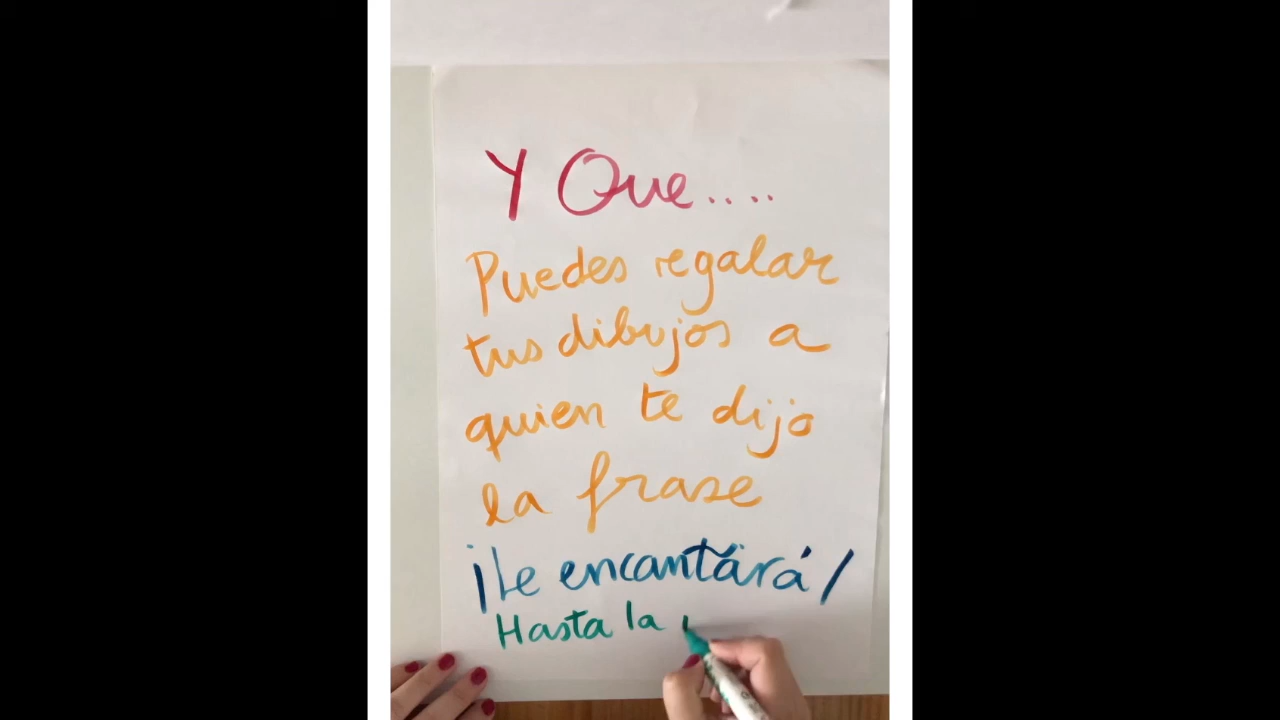 Y Que....
Puedes regalar
tus dibujos a
quien te dijo
la frase
¡Le encantará!
Hasta la